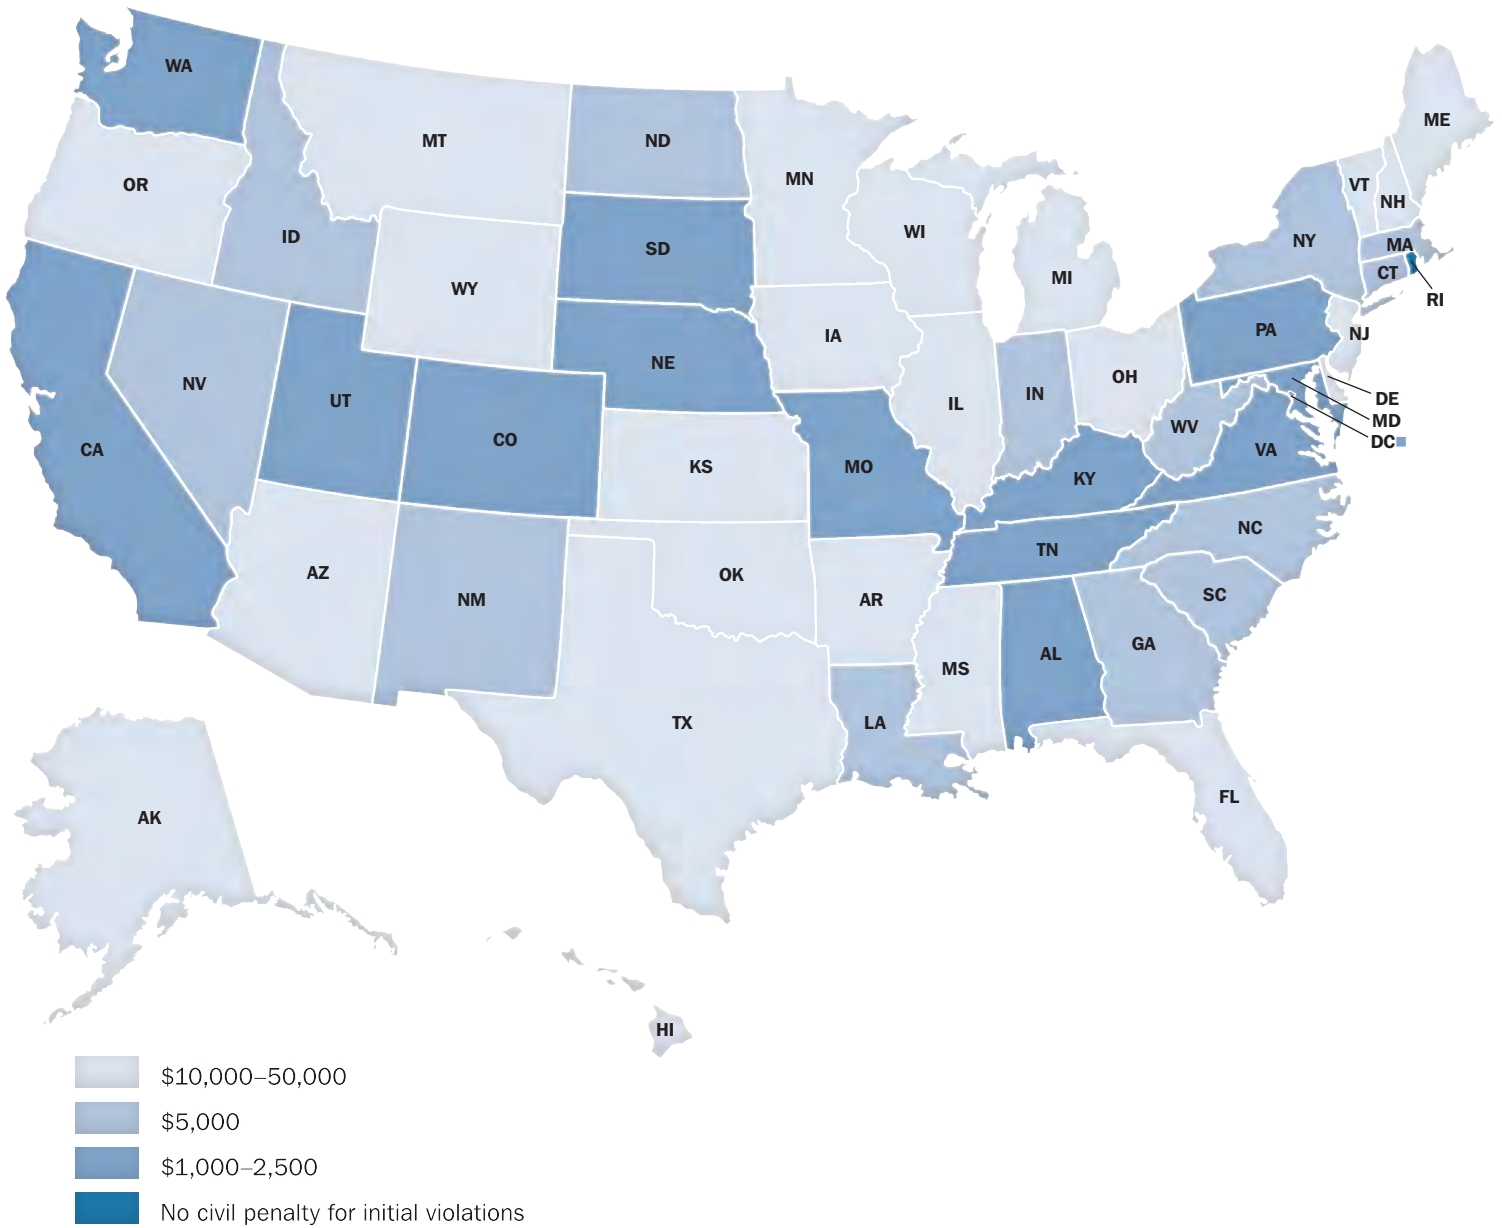 WA
ME
MT
ND
OR
MN
VT
NH
ID
WI
NY
MA
SD
CT
WY
MI
RI
PA
IA
NJ
NE
OH
NV
UT
IN
DE
IL
MD
WV
CO
DC
CA
VA
KS
MO
KY
NC
TN
AZ
OK
SC
NM
AR
GA
AL
MS
TX
LA
FL
AK
HI
$10,000–50,000
$5,000
$1,000–2,500
No civil penalty for initial violations